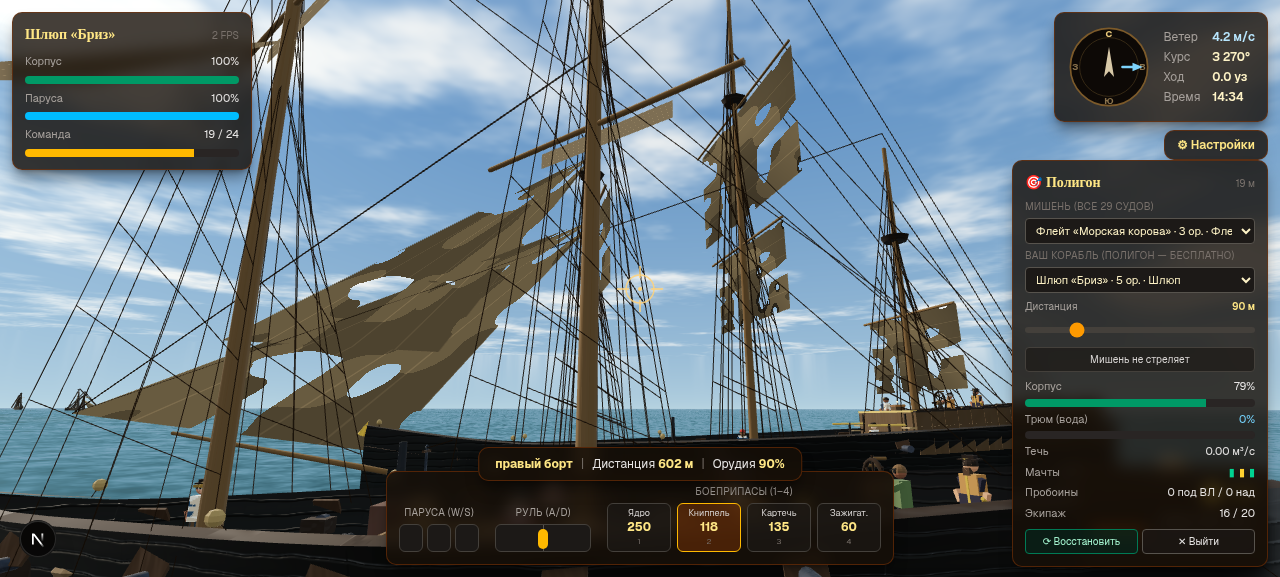 Шлюп «Бриз» 2 FPS
Корпус 100%
Паруса 100%
Команда 19 / 24
С
З В
Ю
Ветер 4.2 м/с
Курс З 270°
Ход 0.0 уз
Время 14:34
⚙ Настройки
🎯 Полигон 19 м
МИШЕНЬ (ВСЕ 29 СУДОВ)
Флейт «Морская корова» · 3 ор. · Фле
ВАШ КОРАБЛЬ (ПОЛИГОН — БЕСПЛАТНО)
Шлюп «Бриз» · 5 ор. · Шлюп
Дистанция 90 м
Мишень не стреляет
Корпус 79%
Трюм (вода) 0%
Течь 0.00 м³/с
Мачты
Пробоины 0 под ВЛ / 0 над
Экипаж 16 / 20
⟳ Восстановить ✕ Выйти
правый борт | Дистанция 602 м | Орудия 90%
БОЕПРИПАСЫ (1–4)
ПАРУСА (W/S) РУЛЬ (A/D)
Ядро Книппель Картечь Зажигат.
250 118 135 60
1 2 3 4
N